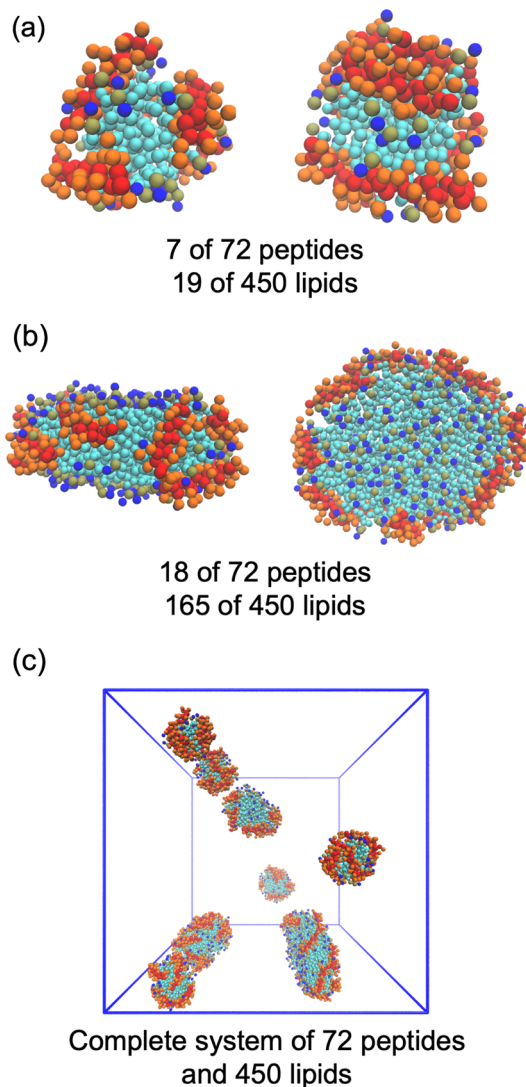 (a)
7 of 72 peptides
19 of 450 lipids
(b)
18 of 72 peptides
165 of 450 lipids
(c)
Complete system of 72 peptides
and 450 lipids